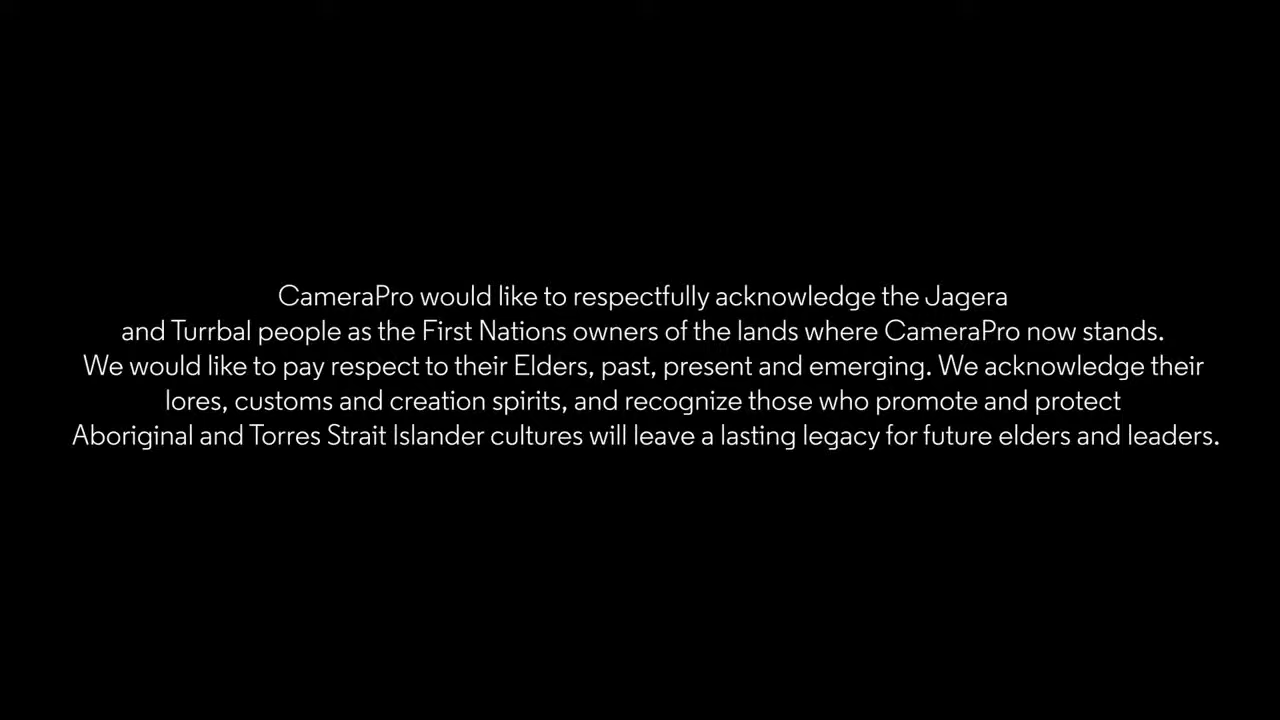 CameraPro would like to respectfully acknowledge the Jagera
and Turrbal people as the First Nations owners of the lands where CameraPro now stands.
We would like to pay respect to their Elders, past, present and emerging. We acknowledge their
lores, customs and creation spirits, and recognize those who promote and protect
Aboriginal and Torres Strait Islander cultures will leave a lasting legacy for future elders and leaders.